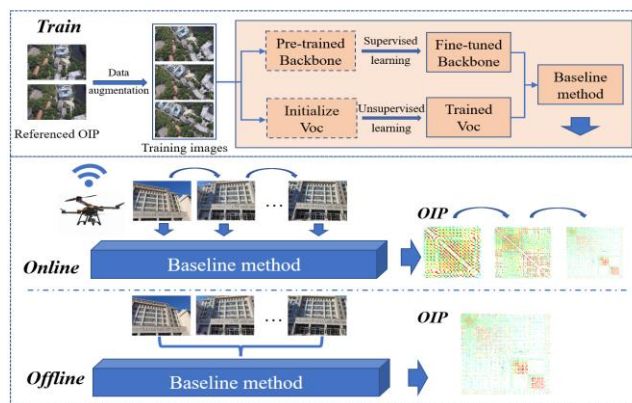 Train
Referenced OIP
Data
augmentation
Training images
Pre-trained
Backbone
Supervised
learning
Fine-tuned
Backbone
Initialize
Voc
Unsupervised
learning
Trained
Voc
Baseline
method
Online
Baseline method
OIP
Offline
Baseline method
OIP